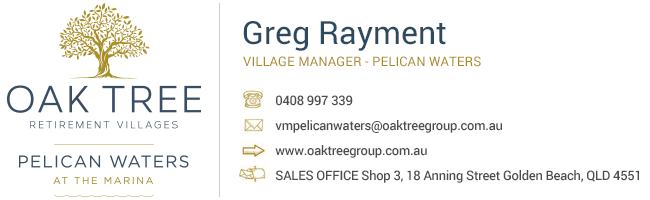 OAK TREE
RETIREMENT VILLAGES
PELICAN WATERS
AT THE MARINA
Greg Rayment
VILLAGE MANAGER - PELICAN WATERS
0408 997 339
vmpelicanwaters@oaktreegroup.com.au
www.oaktreegroup.com.au
SALES OFFICE Shop 3, 18 Anning Street Golden Beach, QLD 4551